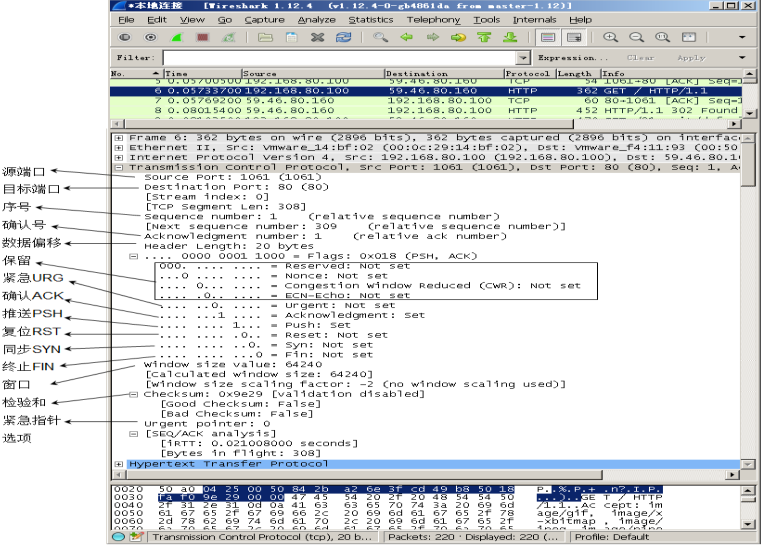 *本地连接 [Wireshark 1.12.4 (v1.12.4-0-gb4861da from master-1.12)]
File Edit View Go Capture Analyze Statistics Telephony Tools Internals Help
Filter: Expression... Clear Apply
No. Time Source Destination Protocol Length Info
5 0.05700500 192.168.80.100 59.46.80.160 TCP 54 1061→80 [ACK] Seq=1
6 0.05733700 192.168.80.100 59.46.80.160 HTTP 362 GET / HTTP/1.1
7 0.05769200 59.46.80.160 192.168.80.100 TCP 60 80→1061 [ACK] Seq=1
8 0.08015400 59.46.80.160 192.168.80.100 HTTP 452 HTTP/1.1 302 Found
Frame 6: 362 bytes on wire (2896 bits), 362 bytes captured (2896 bits) on interfac
Ethernet II, Src: Vmware_14:bf:02 (00:0c:29:14:bf:02), Dst: Vmware_f4:11:93 (00:50
Internet Protocol Version 4, Src: 192.168.80.100 (192.168.80.100), Dst: 59.46.80.1
Transmission Control Protocol, Src Port: 1061 (1061), Dst Port: 80 (80), Seq: 1, A
源端口 Source Port: 1061 (1061)
目标端口 Destination Port: 80 (80)
[Stream index: 0]
[TCP Segment Len: 308]
序号 Sequence number: 1 (relative sequence number)
[Next sequence number: 309 (relative sequence number)]
确认号 Acknowledgment number: 1 (relative ack number)
数据偏移 Header Length: 20 bytes
.... 0000 0001 1000 = Flags: 0x018 (PSH, ACK)
保留 000. .... .... = Reserved: Not set
...0 .... .... = Nonce: Not set
.... 0... .... = Congestion Window Reduced (CWR): Not set
.... .0.. .... = ECN-Echo: Not set
紧急URG .... ..0. .... = Urgent: Not set
确认ACK .... ...1 .... = Acknowledgment: Set
推送PSH .... .... 1... = Push: Set
复位RST .... .... .0.. = Reset: Not set
同步SYN .... .... ..0. = Syn: Not set
终止FIN .... .... ...0 = Fin: Not set
窗口 Window size value: 64240
[Calculated window size: 64240]
[Window size scaling factor: -2 (no window scaling used)]
检验和 Checksum: 0x9e29 [validation disabled]
[Good Checksum: False]
[Bad Checksum: False]
紧急指针 Urgent pointer: 0
选项
[SEQ/ACK analysis]
[iRTT: 0.021008000 seconds]
[Bytes in flight: 308]
Hypertext Transfer Protocol
0020 50 a0 04 25 00 50 84 2b a2 6e 3f cd 49 b8 50 18 P..%.P.+ .n?.I.P.
0030 fa f0 9e 29 00 00 47 45 54 20 2f 20 48 54 54 50 ...)..GE T / HTTP
0040 2f 31 2e 31 0d 0a 41 63 63 65 70 74 3a 20 69 6d /1.1..Ac cept: im
0050 61 67 65 2f 67 69 66 2c 20 69 6d 61 67 65 2f 78 age/gif, image/x
0060 2d 78 62 69 74 6d 61 70 2c 20 69 6d 61 67 65 2f -xbitmap , image/
Transmission Control Protocol (tcp), 20 b... Packets: 220 · Displayed: 220 (... Profile: Default